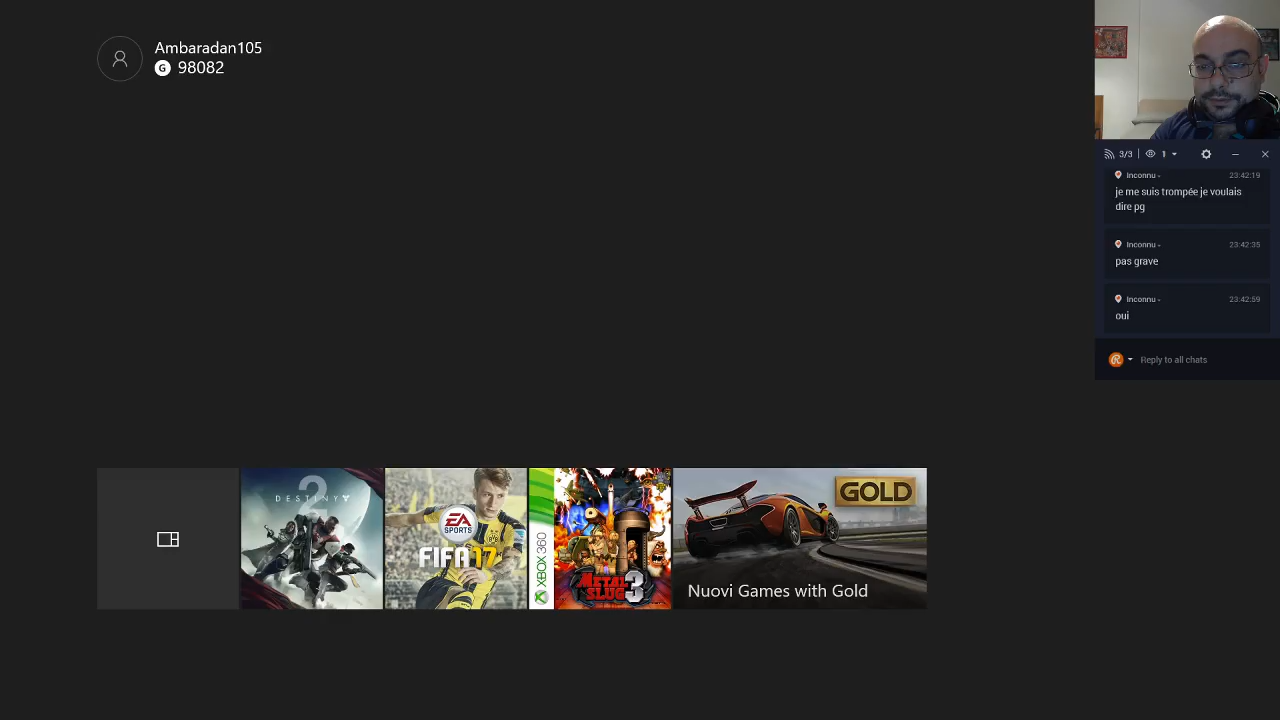 Ambaradan105
G 98082
3/3 1
Inconnu
23:42:19
je me suis trompée je voulais
dire pg
Inconnu
23:42:35
pas grave
Inconnu
23:42:59
oui
Reply to all chats
2
DESTINY
EA
SPORTS
FIFA 17
XBOX 360
METAL
SLUG 3
GOLD
Nuovi Games with Gold